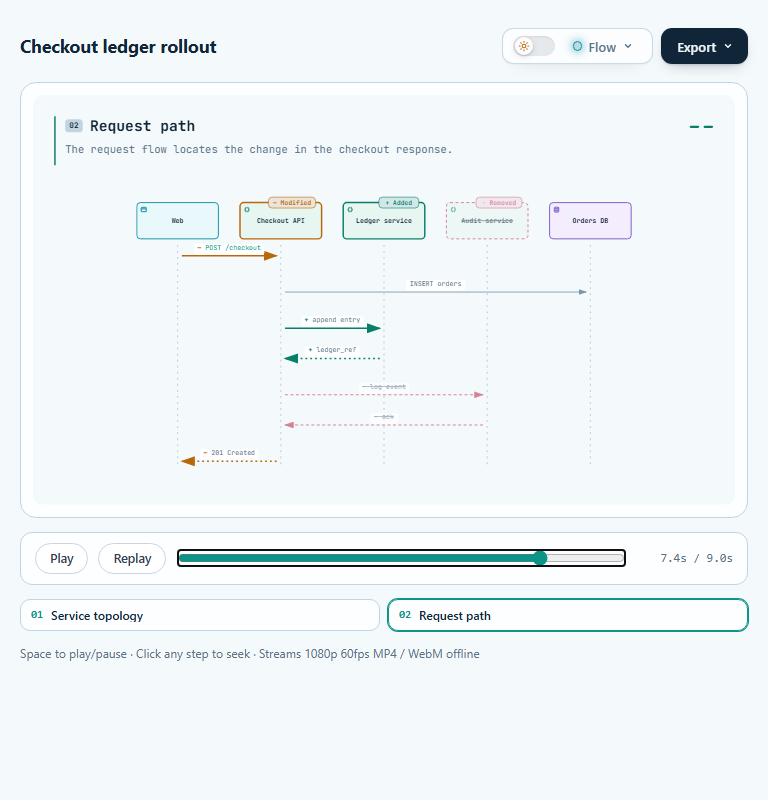 Checkout ledger rollout
Flow
Export
02 Request path
The request flow locates the change in the checkout response.
~ Modified
+ Added
- Removed
Web
Checkout API
Ledger service
Audit service
Orders DB
~ POST /checkout
INSERT orders
+ append entry
+ ledger_ref
- log event
- ack
~ 201 Created
Play
Replay
7.4s / 9.0s
01 Service topology
02 Request path
Space to play/pause · Click any step to seek · Streams 1080p 60fps MP4 / WebM offline